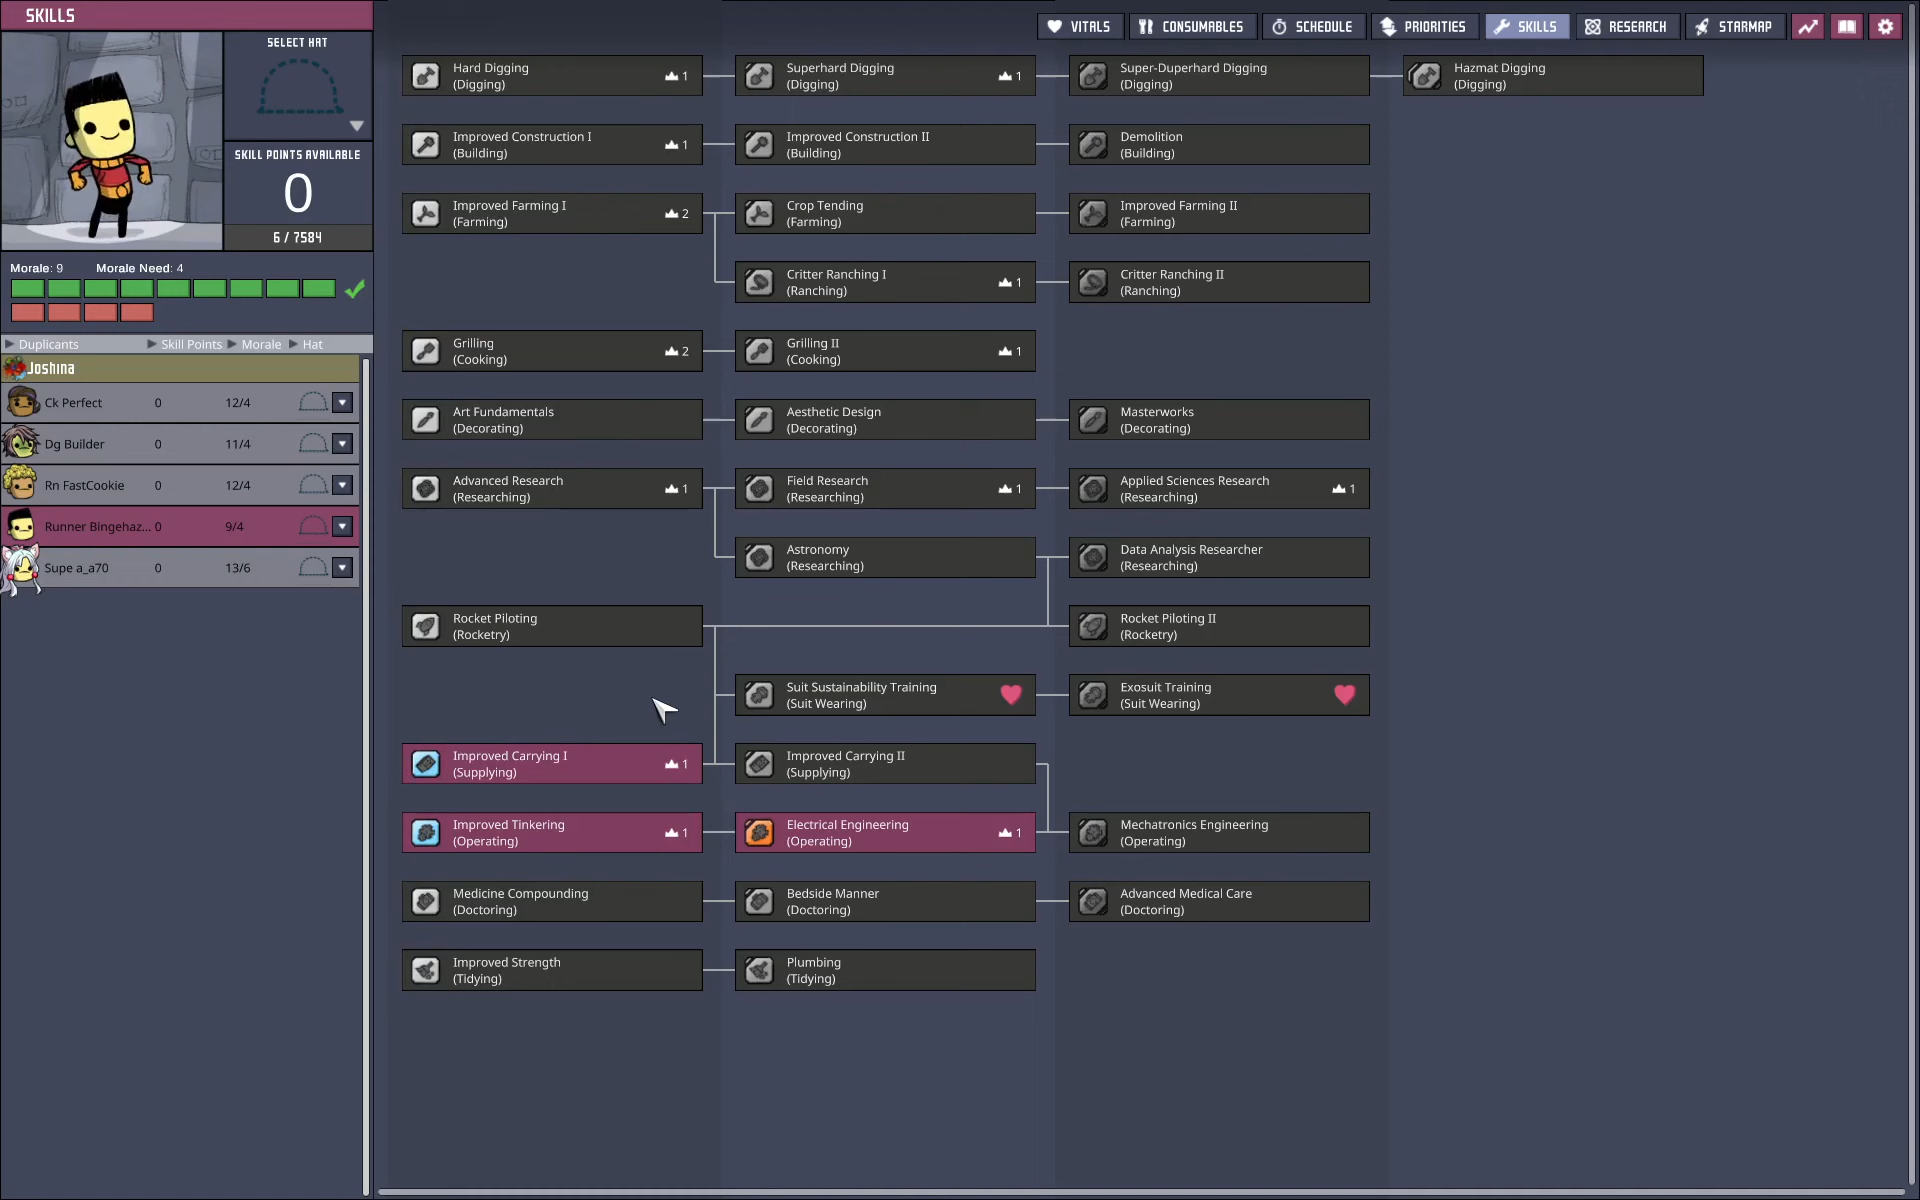 SKILLS
SELECT HAT
SKILL POINTS AVAILABLE
0
6 / 7584
Morale: 9 Morale Need: 4
Duplicants Skill Points Morale Hat
Joshina
Ck Perfect 0 12/4
Dg Builder 0 11/4
Rn FastCookie 0 12/4
Runner Bingehaz... 0 9/4
Supe a_a70 0 13/6
VITALS CONSUMABLES SCHEDULE PRIORITIES SKILLS RESEARCH STARMAP
Hard Digging
(Digging)
1
Superhard Digging
(Digging)
1
Super-Duperhard Digging
(Digging)
Hazmat Digging
(Digging)
Improved Construction I
(Building)
1
Improved Construction II
(Building)
Demolition
(Building)
Improved Farming I
(Farming)
2
Crop Tending
(Farming)
Improved Farming II
(Farming)
Critter Ranching I
(Ranching)
1
Critter Ranching II
(Ranching)
Grilling
(Cooking)
2
Grilling II
(Cooking)
1
Art Fundamentals
(Decorating)
Aesthetic Design
(Decorating)
Masterworks
(Decorating)
Advanced Research
(Researching)
1
Field Research
(Researching)
1
Applied Sciences Research
(Researching)
1
Astronomy
(Researching)
Data Analysis Researcher
(Researching)
Rocket Piloting
(Rocketry)
Rocket Piloting II
(Rocketry)
Suit Sustainability Training
(Suit Wearing)
Exosuit Training
(Suit Wearing)
Improved Carrying I
(Supplying)
1
Improved Carrying II
(Supplying)
Improved Tinkering
(Operating)
1
Electrical Engineering
(Operating)
1
Mechatronics Engineering
(Operating)
Medicine Compounding
(Doctoring)
Bedside Manner
(Doctoring)
Advanced Medical Care
(Doctoring)
Improved Strength
(Tidying)
Plumbing
(Tidying)